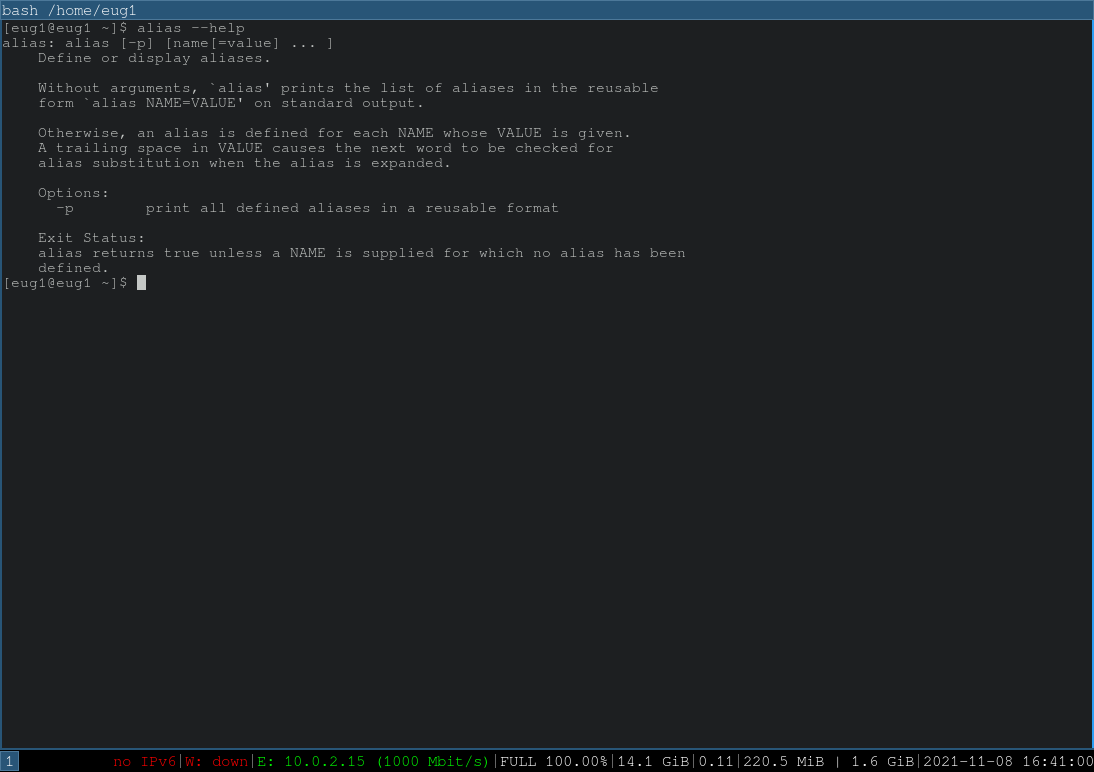 bash /home/eug1
[eug1@eug1 ~]$ alias --help
alias: alias [-p] [name[=value] ... ]
    Define or display aliases.

    Without arguments, `alias' prints the list of aliases in the reusable
    form `alias NAME=VALUE' on standard output.

    Otherwise, an alias is defined for each NAME whose VALUE is given.
    A trailing space in VALUE causes the next word to be checked for
    alias substitution when the alias is expanded.

    Options:
      -p        print all defined aliases in a reusable format

    Exit Status:
    alias returns true unless a NAME is supplied for which no alias has been
    defined.
[eug1@eug1 ~]$
1 no IPv6|W: down|E: 10.0.2.15 (1000 Mbit/s)|FULL 100.00%|14.1 GiB|0.11|220.5 MiB | 1.6 GiB|2021-11-08 16:41:00